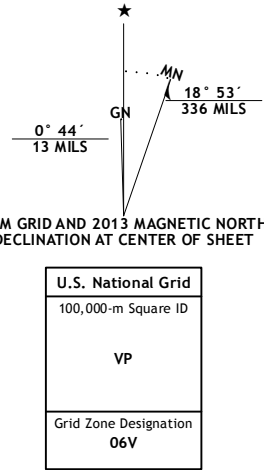 ★
MN
GN
18° 53´
336 MILS
0° 44´
13 MILS
M GRID AND 2013 MAGNETIC NORTH
DECLINATION AT CENTER OF SHEET
U.S. National Grid
100,000-m Square ID
VP
Grid Zone Designation
06V